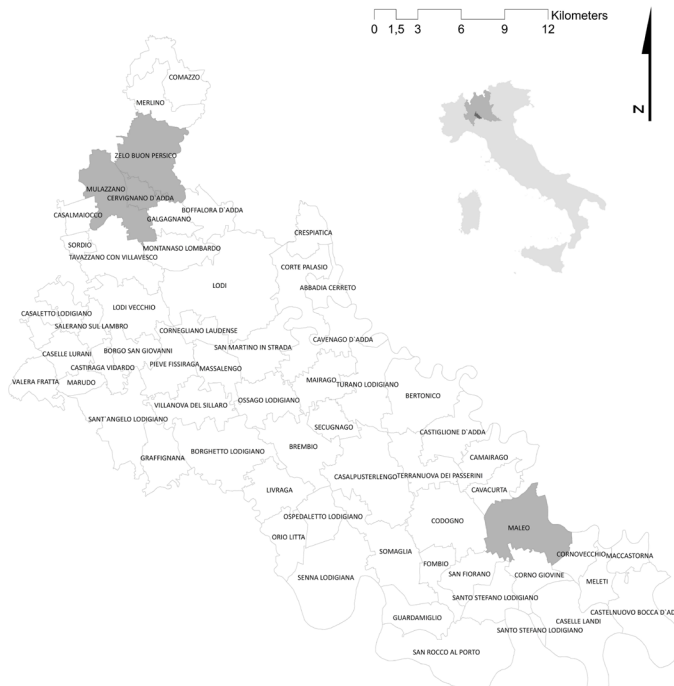 Kilometers
0 1,5 3 6 9 12
N
COMAZZO
MERLINO
ZELO BUON PERSICO
MULAZZANO
CERVIGNANO D`ADDA
BOFFALORA D`ADDA
CASALMAIOCCO
GALGAGNANO
CRESPIATICA
SORDIO
MONTANASO LOMBARDO
TAVAZZANO CON VILLAVESCO
CORTE PALASIO
LODI
ABBADIA CERRETO
LODI VECCHIO
CASALETTO LODIGIANO
SALERANO SUL LAMBRO
CORNEGLIANO LAUDENSE
CAVENAGO D`ADDA
SAN MARTINO IN STRADA
CASELLE LURANI
BORGO SAN GIOVANNI
PIEVE FISSIRAGA
CASTIRAGA VIDARDO
MASSALENGO
VALERA FRATTA
MARUDO
MAIRAGO
TURANO LODIGIANO
BERTONICO
OSSAGO LODIGIANO
VILLANOVA DEL SILLARO
SANT`ANGELO LODIGIANO
SECUGNAGO
CASTIGLIONE D`ADDA
BREMBIO
BORGHETTO LODIGIANO
GRAFFIGNANA
CAMAIRAGO
CASALPUSTERLENGO
TERRANUOVA DEI PASSERINI
LIVRAGA
CAVACURTA
OSPEDALETTO LODIGIANO
CODOGNO
MALEO
ORIO LITTA
SOMAGLIA
CORNOVECCHIO
MACCASTORNA
FOMBIO
SAN FIORANO
CORNO GIOVINE
SENNA LODIGIANA
MELETI
SANTO STEFANO LODIGIANO
CASTELNUOVO BOCCA D`AD
GUARDAMIGLIO
CASELLE LANDI
SANTO STEFANO LODIGIANO
SAN ROCCO AL PORTO